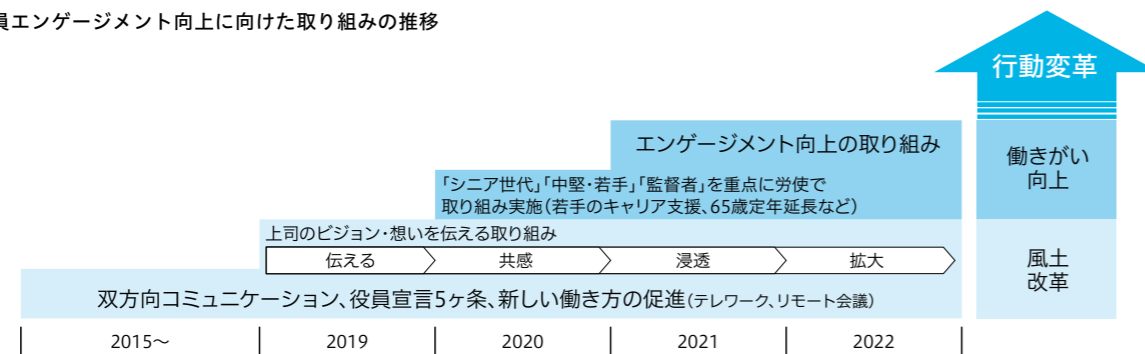 員エンゲージメント向上に向けた取り組みの推移
行動変革
エンゲージメント向上の取り組み
働きがい
向上
「シニア世代」「中堅・若手」「監督者」を重点に労使で
取り組み実施(若手のキャリア支援、65歳定年延長など)
上司のビジョン・想いを伝える取り組み
伝える 共感 浸透 拡大
風土
改革
双方向コミュニケーション、役員宣言5ヶ条、新しい働き方の促進(テレワーク、リモート会議)
2015～ 2019 2020 2021 2022